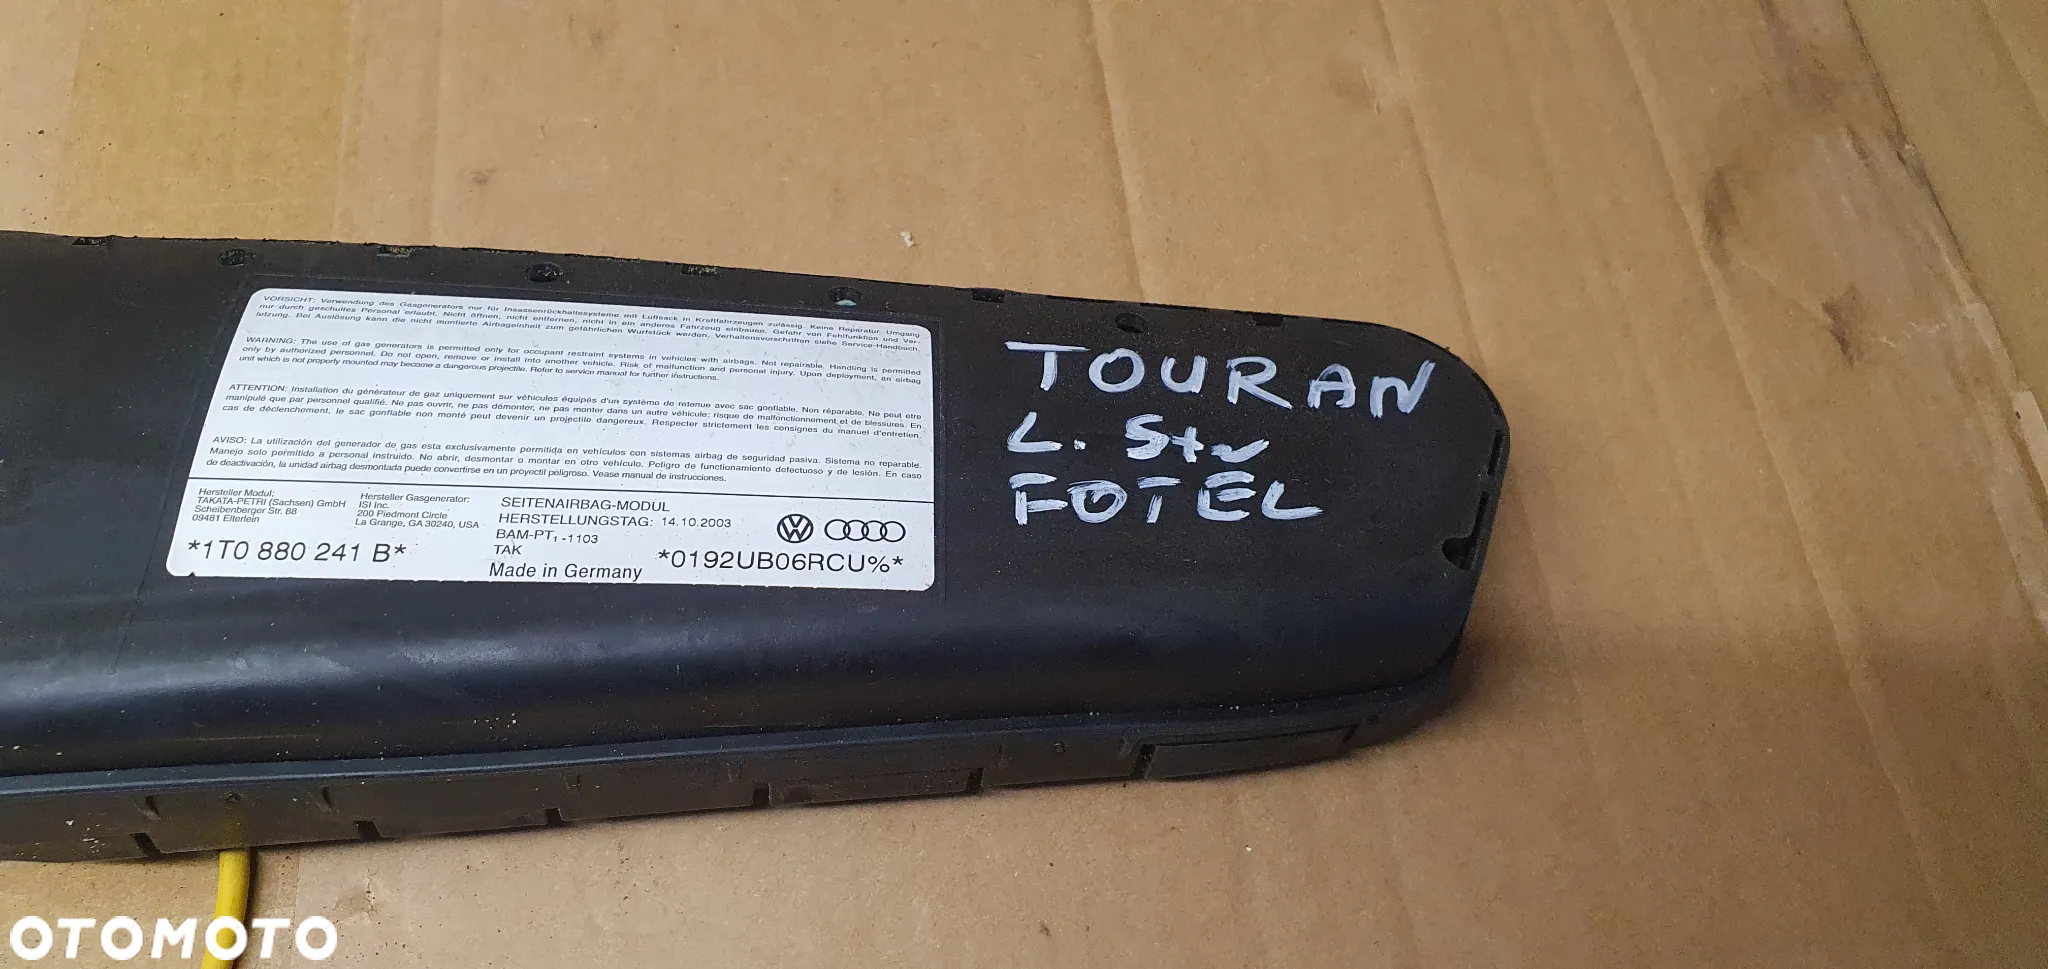 VORSICHT: Verwendung des Gasgenerators nur für Insassenrückhaltesysteme mit Luftsack in Kraftfahrzeugen zulässig. Keine Reparatur. Umgang
nur durch geschultes Personal erlaubt. Nicht öffnen, nicht entfernen, nicht in ein anderes Fahrzeug einbauen. Gefahr von Fehlfunktion und Ver-
letzung. Bei Auslösung kann die nicht montierte Airbageinheit zum gefährlichen Wurfstück werden. Verhaltensvorschriften siehe Service-Handbuch.
WARNING: The use of gas generators is permitted only for occupant restraint systems in vehicles with airbags. Not repairable. Handling is permitted
only by authorized personnel. Do not open, remove or install into another vehicle. Risk of malfunction and personal injury. Upon deployment, an airbag
unit which is not properly mounted may become a dangerous projectile. Refer to service manual for further instructions.
ATTENTION: Installation du générateur de gaz uniquement sur véhicules équipés d'un système de retenue avec sac gonflable. Non réparable. Ne peut etre
manipulé que par personnel qualifié. Ne pas ouvrir, ne pas démonter, ne pas monter dans un autre véhicule: risque de malfonctionnement et de blessures. En
cas de déclenchement, le sac gonflable non monté peut devenir un projectile dangereux. Respecter strictement les consignes du manuel d'entretien.
AVISO: La utilización del generador de gas esta exclusivamente permitida en vehículos con sistemas airbag de seguridad pasiva. Sistema no reparable.
Manejo solo permitido a personal instruido. No abrir, desmontar o montar en otro vehículo. Peligro de funcionamiento defectuoso y de lesión. En caso
de deactivación, la unidad airbag desmontada puede convertirse en un proyectil peligroso. Vease manual de instrucciones.
Hersteller Modul:
TAKATA-PETRI (Sachsen) GmbH
Scheibenberger Str. 88
09481 Elterlein
Hersteller Gasgenerator:
ISI Inc.
200 Piedmont Circle
La Grange, GA 30240, USA
SEITENAIRBAG-MODUL
HERSTELLUNGSTAG: 14.10.2003
BAM-PT₁ -1103
TAK
Made in Germany
*1T0 880 241 B*
*0192UB06RCU%*
TOURAN
L. Str
FOTEL
OTOMOTO